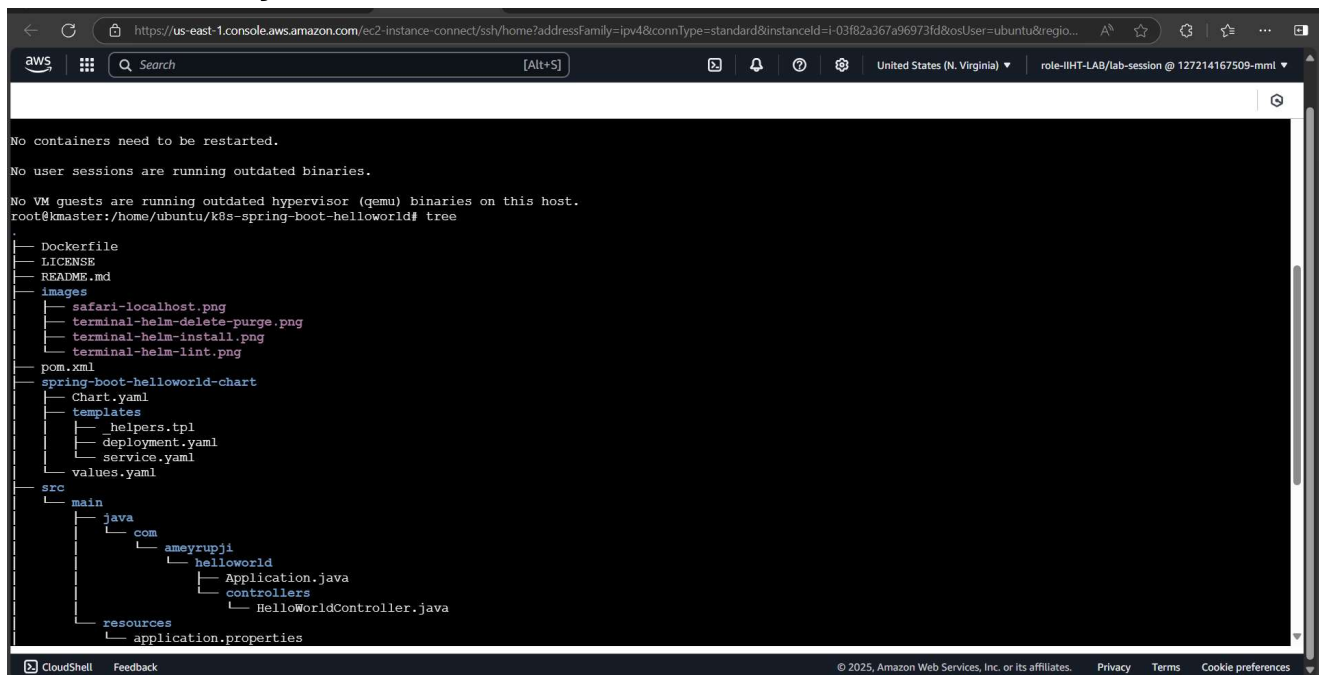 https://us-east-1.console.aws.amazon.com/ec2-instance-connect/ssh/home?addressFamily=ipv4&connType=standard&instanceId=i-03f82a367a96973fd&osUser=ubuntu&regio...
aws Search [Alt+S] United States (N. Virginia) ▼ role-IIHT-LAB/lab-session @ 127214167509-mml ▼
No containers need to be restarted.
No user sessions are running outdated binaries.
No VM guests are running outdated hypervisor (qemu) binaries on this host.
root@kmaster:/home/ubuntu/k8s-spring-boot-helloworld# tree
.
├── Dockerfile
├── LICENSE
├── README.md
├── images
│   ├── safari-localhost.png
│   ├── terminal-helm-delete-purge.png
│   ├── terminal-helm-install.png
│   └── terminal-helm-lint.png
├── pom.xml
├── spring-boot-helloworld-chart
│   ├── Chart.yaml
│   ├── templates
│   │   ├── _helpers.tpl
│   │   ├── deployment.yaml
│   │   └── service.yaml
│   └── values.yaml
├── src
│   └── main
│       ├── java
│       │   └── com
│       │       └── ameyrupji
│       │           └── helloworld
│       │               ├── Application.java
│       │               └── controllers
│       │                   └── HelloWorldController.java
│       └── resources
│           └── application.properties
CloudShell Feedback © 2025, Amazon Web Services, Inc. or its affiliates. Privacy Terms Cookie preferences